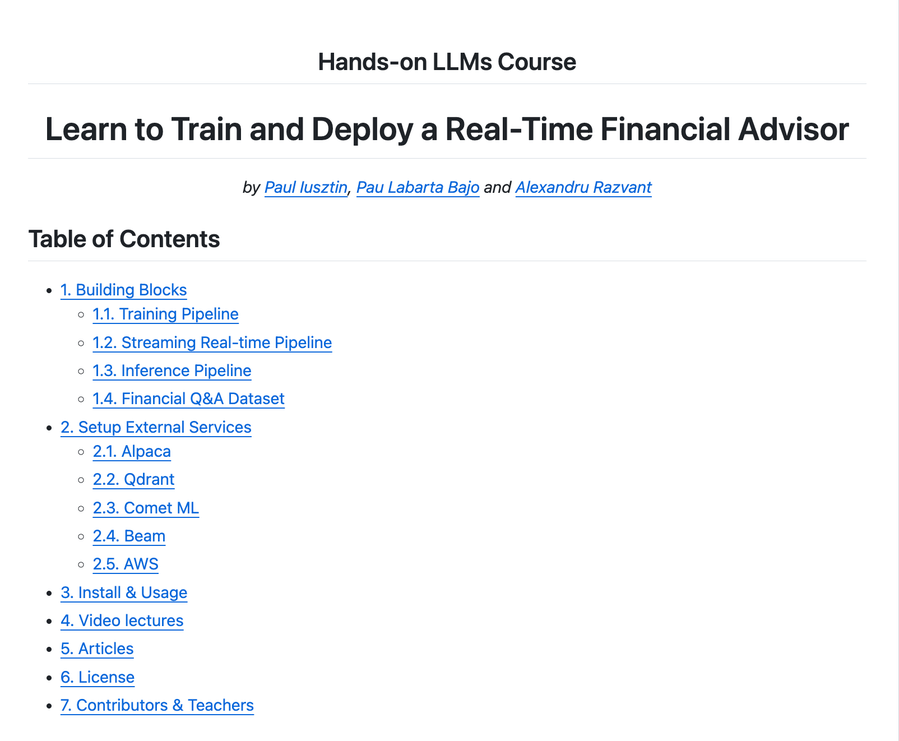 Hands-on LLMs Course
Learn to Train and Deploy a Real-Time Financial Advisor
by Paul Iusztin, Pau Labarta Bajo and Alexandru Razvant
Table of Contents
1. Building Blocks
1.1. Training Pipeline
1.2. Streaming Real-time Pipeline
1.3. Inference Pipeline
1.4. Financial Q&A Dataset
2. Setup External Services
2.1. Alpaca
2.2. Qdrant
2.3. Comet ML
2.4. Beam
2.5. AWS
3. Install & Usage
4. Video lectures
5. Articles
6. License
7. Contributors & Teachers